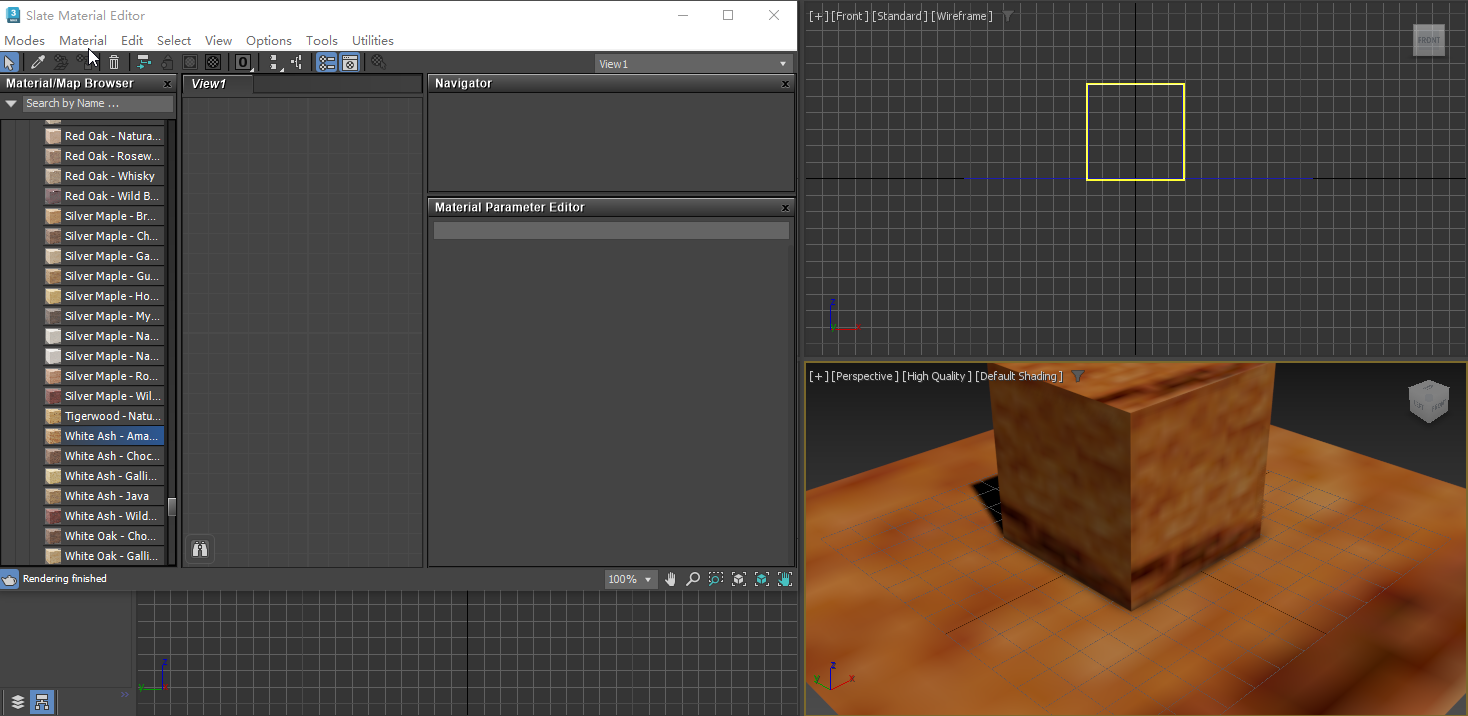 Slate Material Editor
Modes Material Edit Select View Options Tools Utilities
0
View1
Material/Map Browser x
Search by Name ...
Red Oak - Natura...
Red Oak - Rosew...
Red Oak - Whisky
Red Oak - Wild B...
Silver Maple - Br...
Silver Maple - Ch...
Silver Maple - Ga...
Silver Maple - Gu...
Silver Maple - Ho...
Silver Maple - My...
Silver Maple - Na...
Silver Maple - Na...
Silver Maple - Ro...
Silver Maple - Wil...
Tigerwood - Natu...
White Ash - Ama...
White Ash - Choc...
White Ash - Galli...
White Ash - Java
White Ash - Wild...
White Oak - Cho...
White Oak - Galli...
View1
Navigator x
Material Parameter Editor x
Rendering finished
100%
z
y
[+] [Front ] [Standard ] [Wireframe ]
FRONT
z
y x
[+] [Perspective ] [High Quality ] [Default Shading ]
z
y x